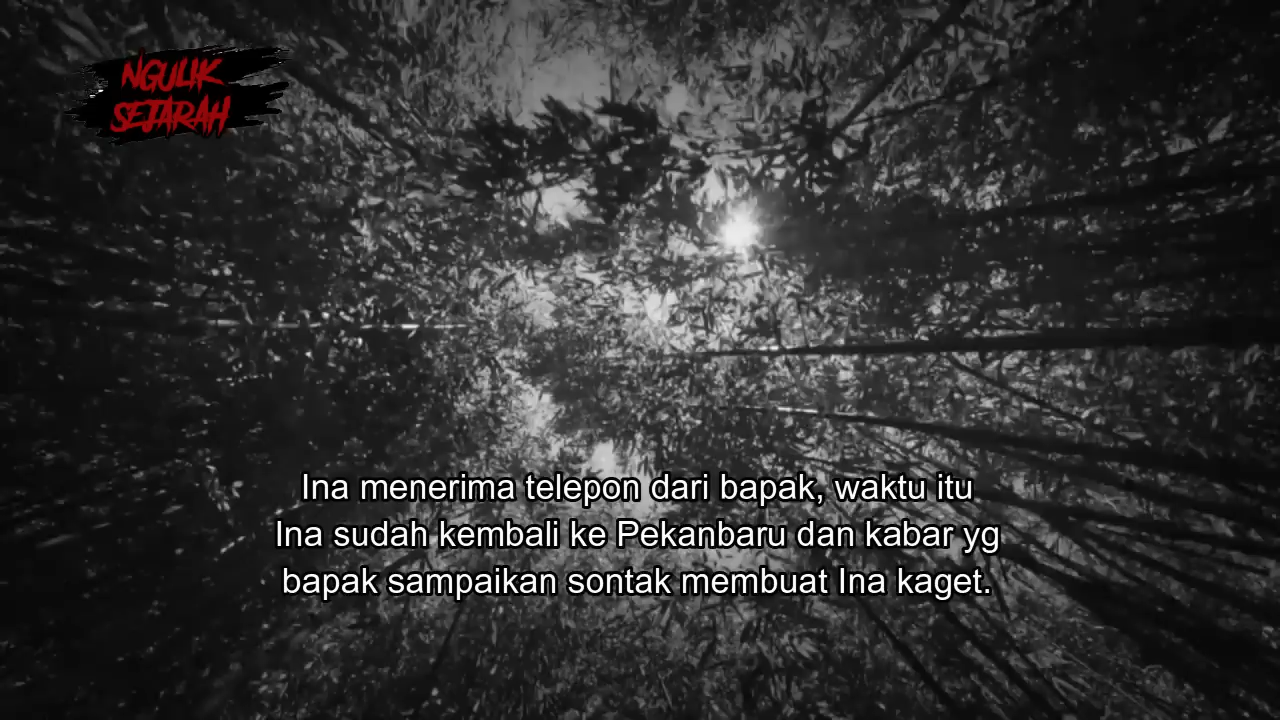 NGULIK
SEJARAH
Ina menerima telepon dari bapak, waktu itu
Ina sudah kembali ke Pekanbaru dan kabar yg
bapak sampaikan sontak membuat Ina kaget.